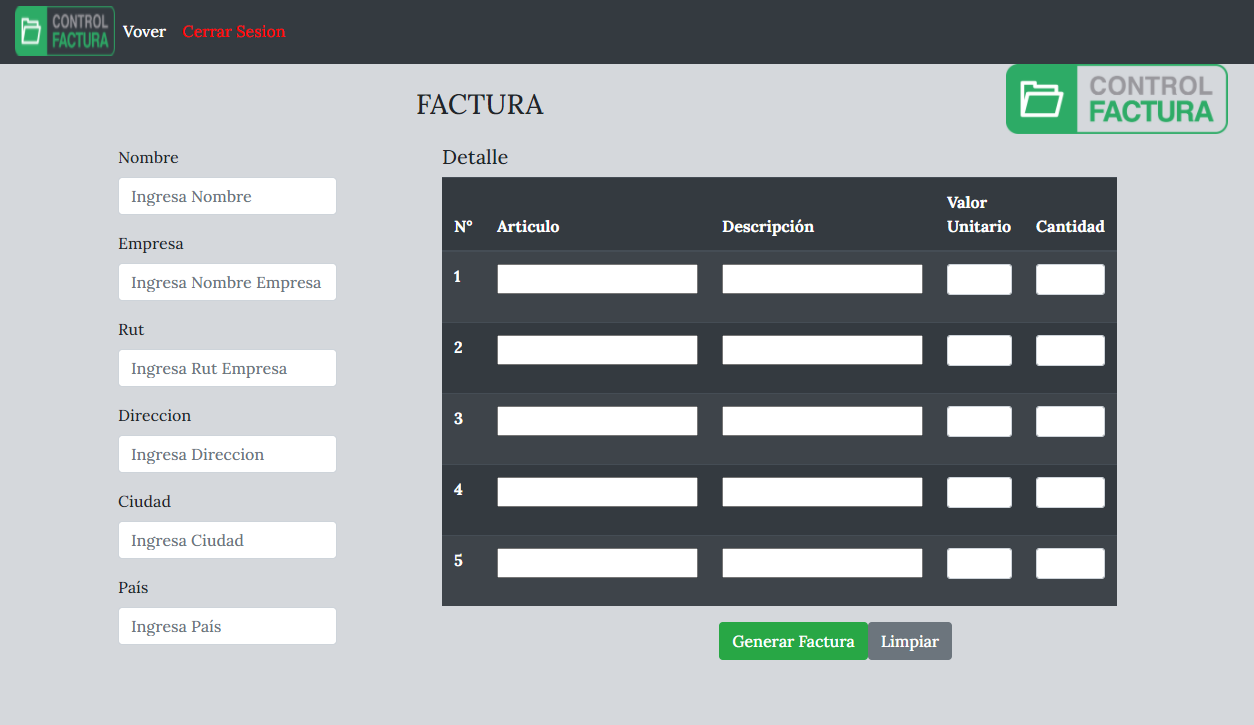 CONTROL
FACTURA
Vover Cerrar Sesion
CONTROL
FACTURA
FACTURA
Nombre
Ingresa Nombre
Empresa
Ingresa Nombre Empresa
Rut
Ingresa Rut Empresa
Direccion
Ingresa Direccion
Ciudad
Ingresa Ciudad
País
Ingresa País
Detalle
N° Articulo Descripción Valor Unitario Cantidad
1
2
3
4
5
Generar Factura Limpiar